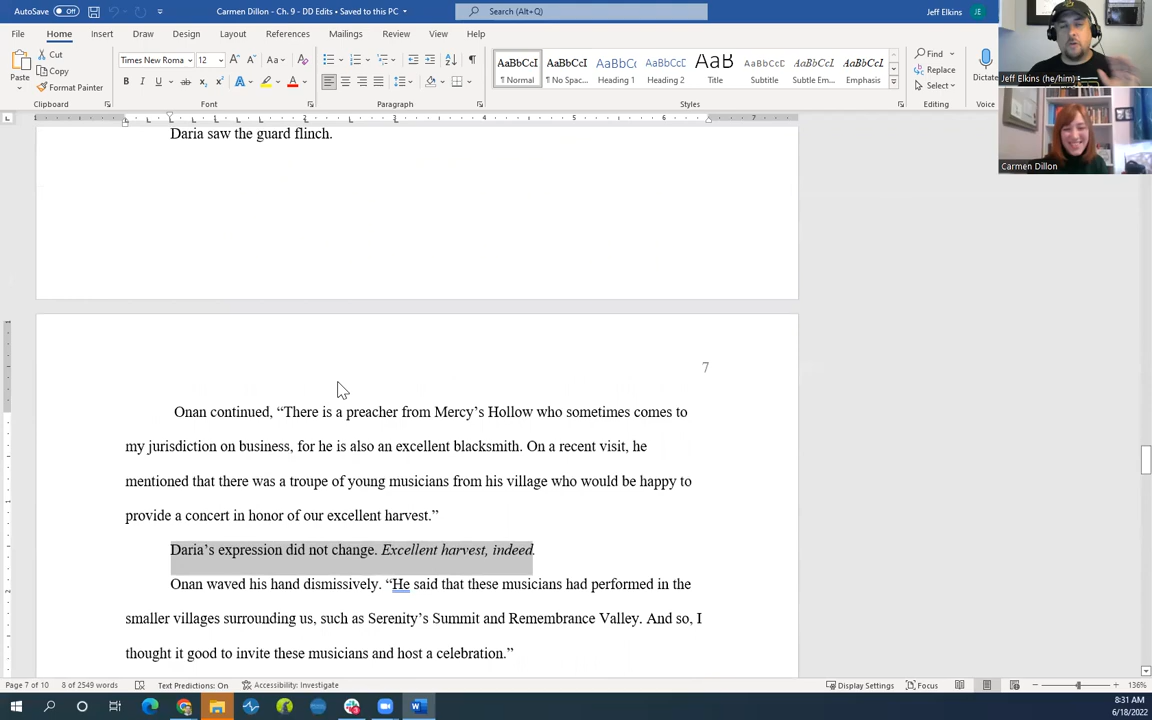 AutoSave Off Carmen Dillon - Ch. 9 - DD Edits • Saved to this PC Search (Alt+Q) Jeff Elkins JE
File Home Insert Draw Design Layout References Mailings Review View Help
Paste Cut Copy Format Painter
Times New Roma 12
AaBbCcI AaBbCcI AaBbC AaBbCcI AaB AaBbCcI AaBbCcI AaBbCcI
¶ Normal ¶ No Spac... Heading 1 Heading 2 Title Subtitle Subtle Em... Emphasis
Find Replace Select Dictate
Clipboard Font Paragraph Styles Editing Voice
Jeff Elkins (he/him)
Carmen Dillon
Daria saw the guard flinch.
7
Onan continued, “There is a preacher from Mercy’s Hollow who sometimes comes to
my jurisdiction on business, for he is also an excellent blacksmith. On a recent visit, he
mentioned that there was a troupe of young musicians from his village who would be happy to
provide a concert in honor of our excellent harvest.”
Daria’s expression did not change. Excellent harvest, indeed.
Onan waved his hand dismissively. “He said that these musicians had performed in the
smaller villages surrounding us, such as Serenity’s Summit and Remembrance Valley. And so, I
thought it good to invite these musicians and host a celebration.”
Page 7 of 10 8 of 2549 words Text Predictions: On Accessibility: Investigate Display Settings Focus 136%
8:31 AM
6/18/2022